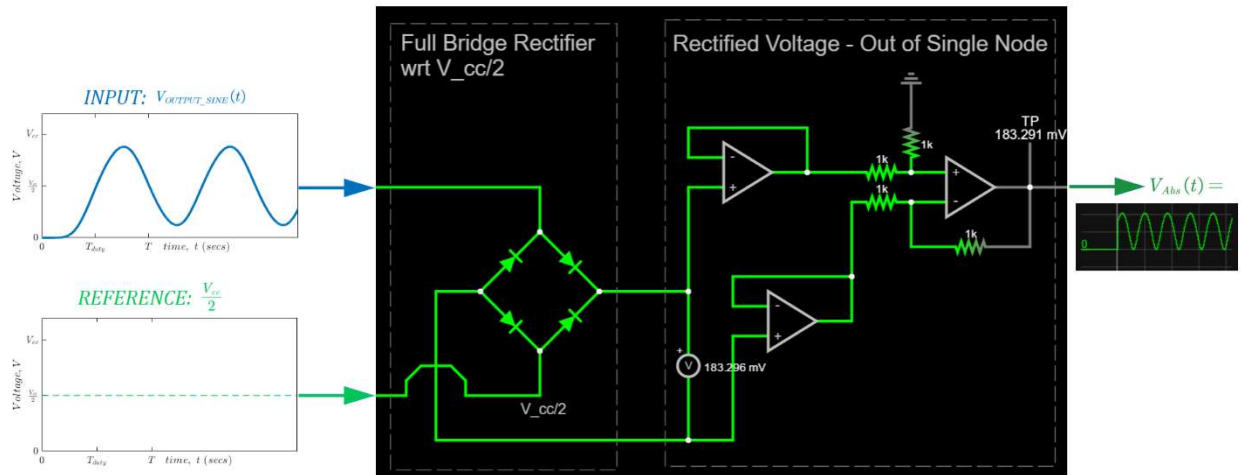 INPUT: V_OUTPUT_SINE(t)
Voltage, V
V_cc
V_cc/2
0
0
T_duty
T
time, t (secs)
REFERENCE: V_cc/2
Voltage, V
V_cc
V_cc/2
0
0
T_duty
T
time, t (secs)
Full Bridge Rectifier
wrt V_cc/2
V_cc/2
Rectified Voltage - Out of Single Node
1k
1k
1k
1k
-
+
+
-
-
+
TP
183.291 mV
+
V
183.296 mV
V_Abs(t) =
0